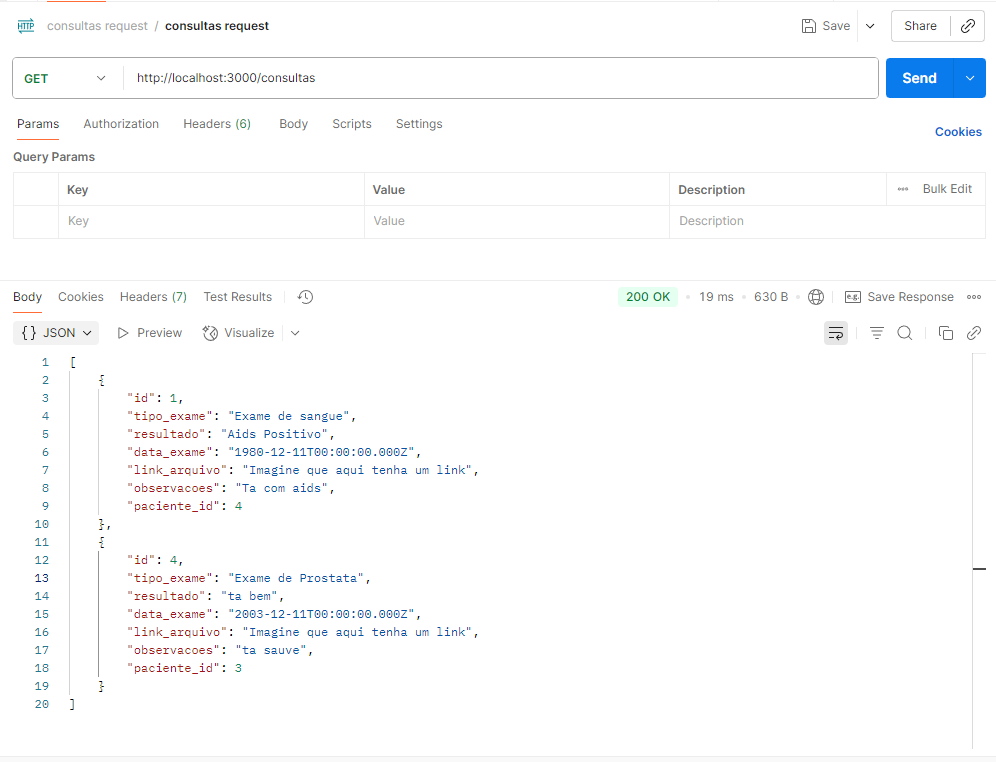 HTTP consultas request / consultas request Save Share
GET http://localhost:3000/consultas Send
Params Authorization Headers (6) Body Scripts Settings Cookies
Query Params
Key Value Description Bulk Edit
Key Value Description
Body Cookies Headers (7) Test Results 200 OK • 19 ms • 630 B • e.g. Save Response
{} JSON Preview Visualize
1 [
2 {
3 "id": 1,
4 "tipo_exame": "Exame de sangue",
5 "resultado": "Aids Positivo",
6 "data_exame": "1980-12-11T00:00:00.000Z",
7 "link_arquivo": "Imagine que aqui tenha um link",
8 "observacoes": "Ta com aids",
9 "paciente_id": 4
10 },
11 {
12 "id": 4,
13 "tipo_exame": "Exame de Prostata",
14 "resultado": "ta bem",
15 "data_exame": "2003-12-11T00:00:00.000Z",
16 "link_arquivo": "Imagine que aqui tenha um link",
17 "observacoes": "ta sauve",
18 "paciente_id": 3
19 }
20 ]